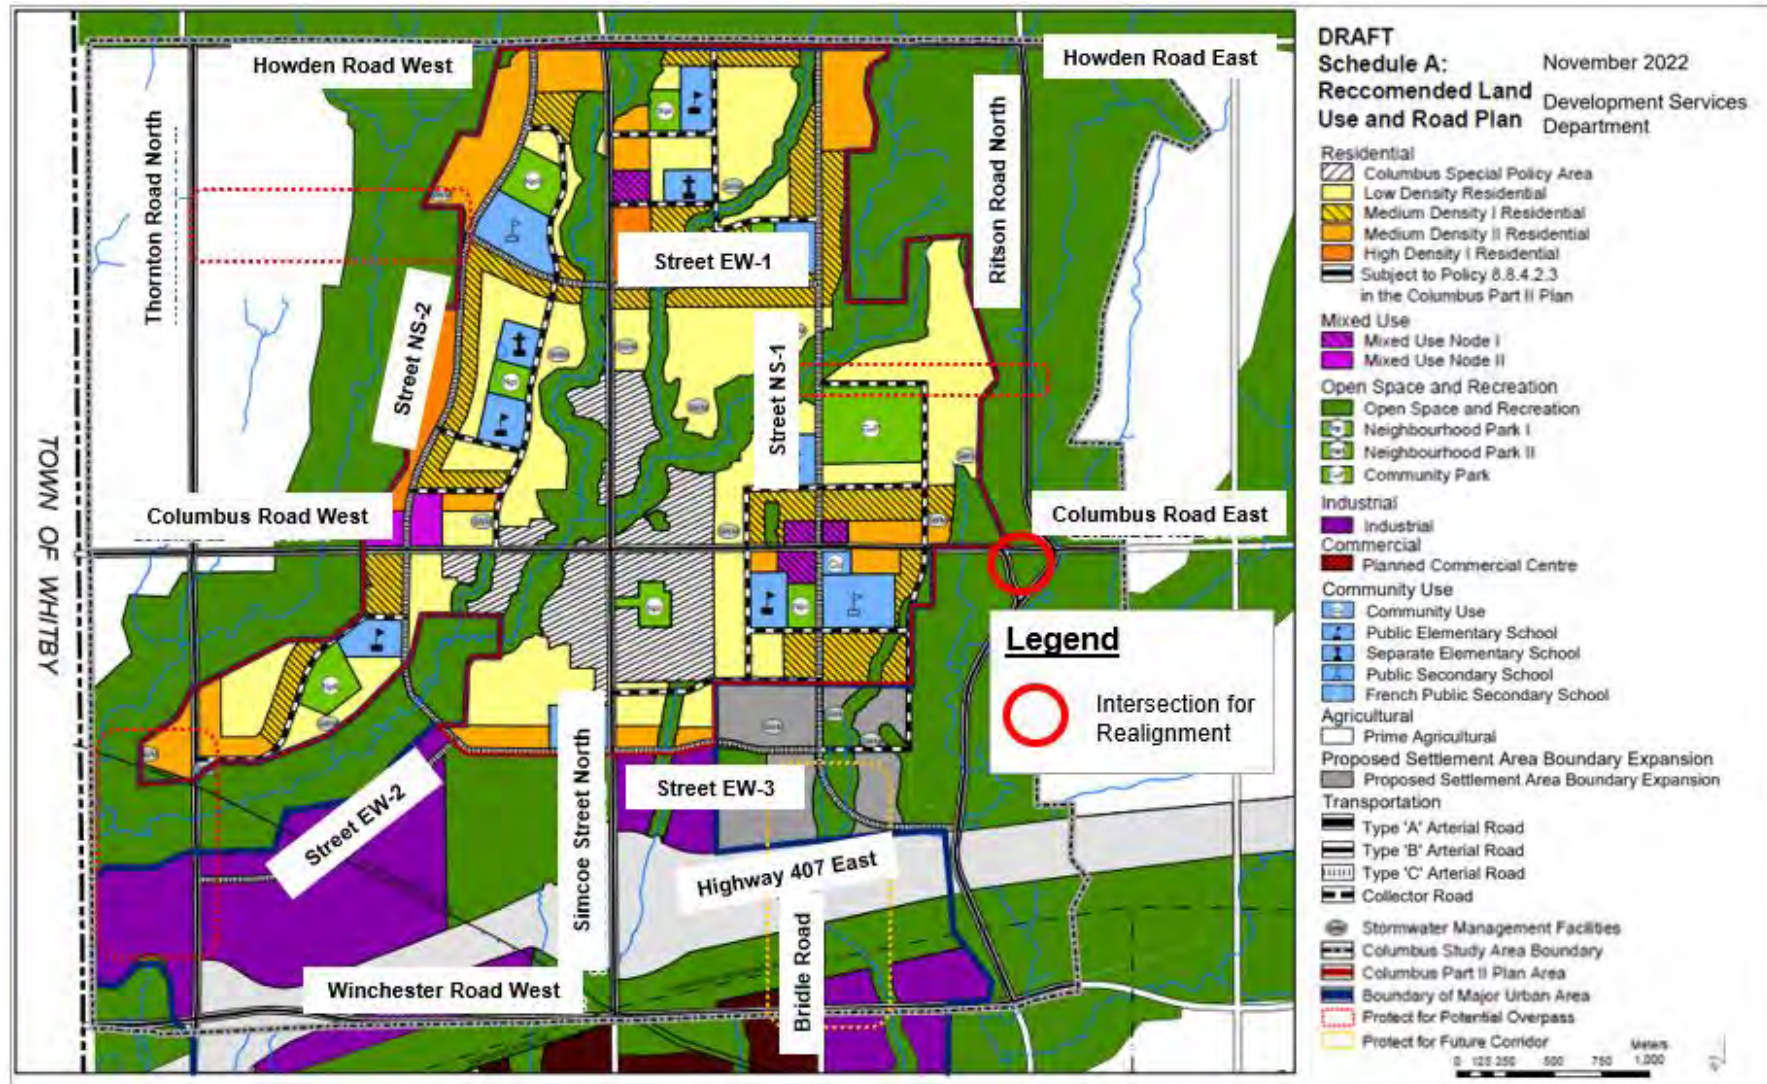 Howden Road West
Howden Road East
Thornton Road North
Ritson Road North
Street EW-1
Street NS-2
Street NS-1
TOWN OF WHITBY
Columbus Road West
Columbus Road East
Legend
Intersection for
Realignment
Street EW-2
Simcoe Street North
Street EW-3
Highway 407 East
Bridle Road
Winchester Road West
DRAFT
Schedule A:
Reccomended Land
Use and Road Plan
November 2022
Development Services
Department
Residential
Columbus Special Policy Area
Low Density Residential
Medium Density I Residential
Medium Density II Residential
High Density I Residential
Subject to Policy 8.8.4.2.3
in the Columbus Part II Plan
Mixed Use
Mixed Use Node I
Mixed Use Node II
Open Space and Recreation
Open Space and Recreation
Neighbourhood Park I
Neighbourhood Park II
Community Park
Industrial
Industrial
Commercial
Planned Commercial Centre
Community Use
Community Use
Public Elementary School
Separate Elementary School
Public Secondary School
French Public Secondary School
Agricultural
Prime Agricultural
Proposed Settlement Area Boundary Expansion
Proposed Settlement Area Boundary Expansion
Transportation
Type 'A' Arterial Road
Type 'B' Arterial Road
Type 'C' Arterial Road
Collector Road
Stormwater Management Facilities
Columbus Study Area Boundary
Columbus Part II Plan Area
Boundary of Major Urban Area
Protect for Potential Overpass
Protect for Future Corridor
Meters
0 125 250 500 750 1,000